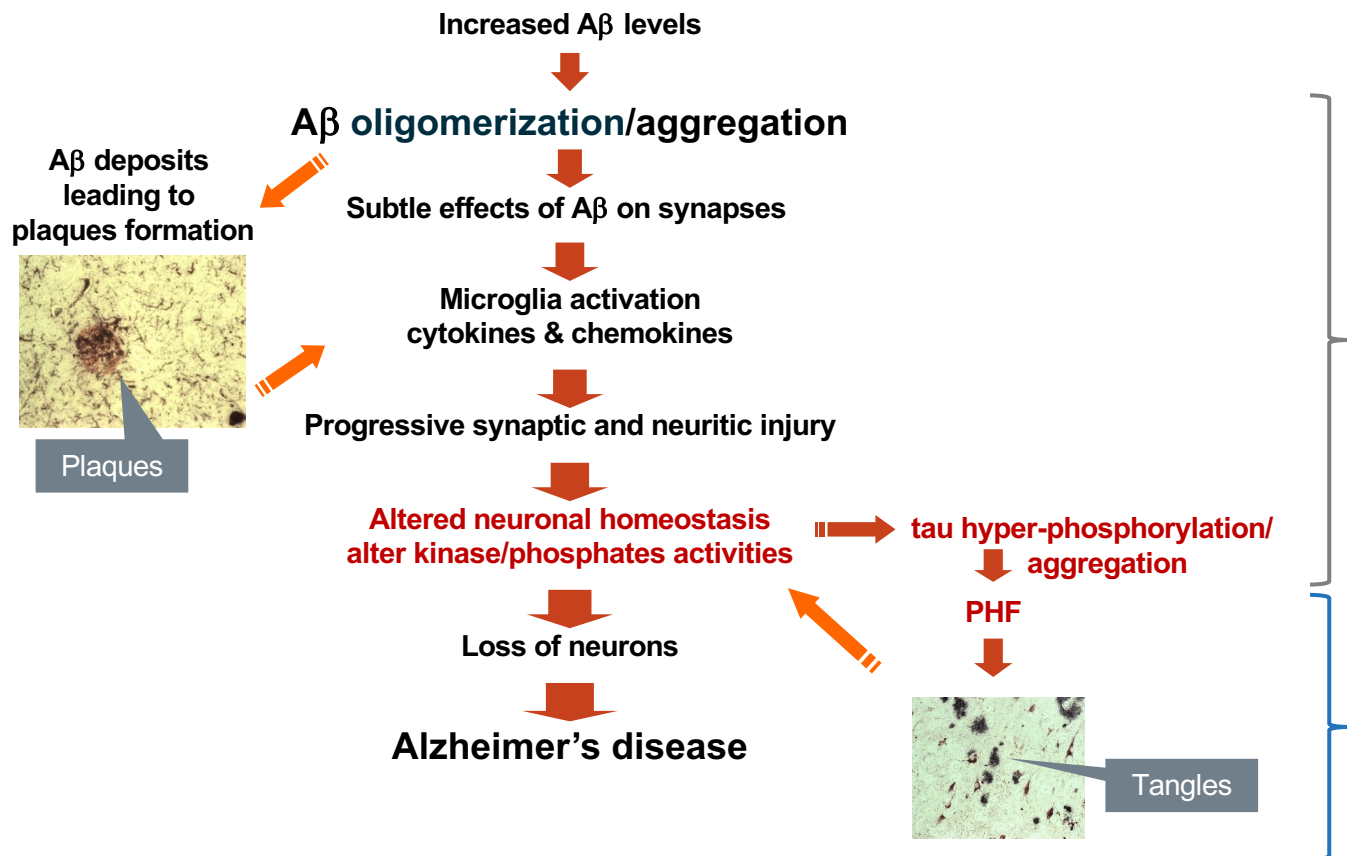 Increased Aβ levels
Aβ oligomerization/aggregation
Aβ deposits
leading to
plaques formation
Subtle effects of Aβ on synapses
Microglia activation
cytokines & chemokines
Plaques
Progressive synaptic and neuritic injury
Altered neuronal homeostasis
alter kinase/phosphates activities
tau hyper-phosphorylation/
aggregation
PHF
Loss of neurons
Alzheimer’s disease
Tangles